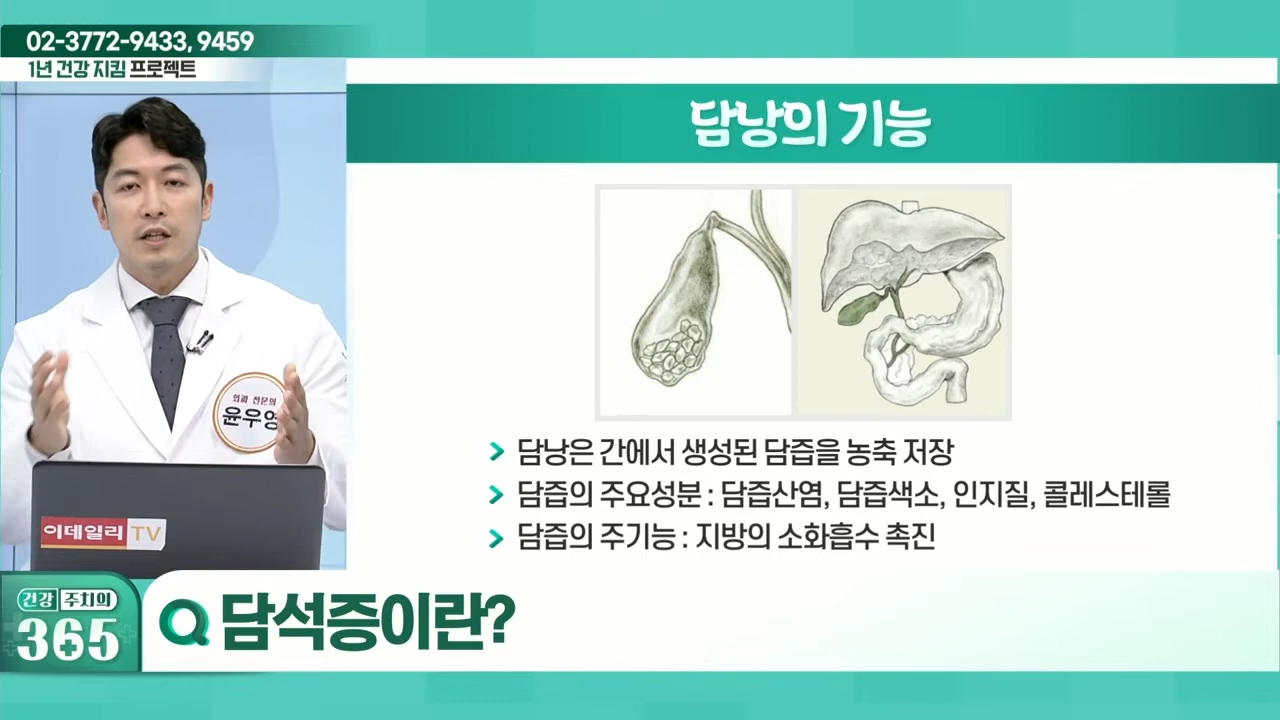 02-3772-9433, 9459
1년 건강 지킴 프로젝트
담낭의 기능
외과 전문의
윤우영
이데일리TV
담낭은 간에서 생성된 담즙을 농축 저장
담즙의 주요성분 : 담즙산염, 담즙색소, 인지질, 콜레스테롤
담즙의 주기능 : 지방의 소화흡수 촉진
건강 주치의
365
Q 담석증이란?